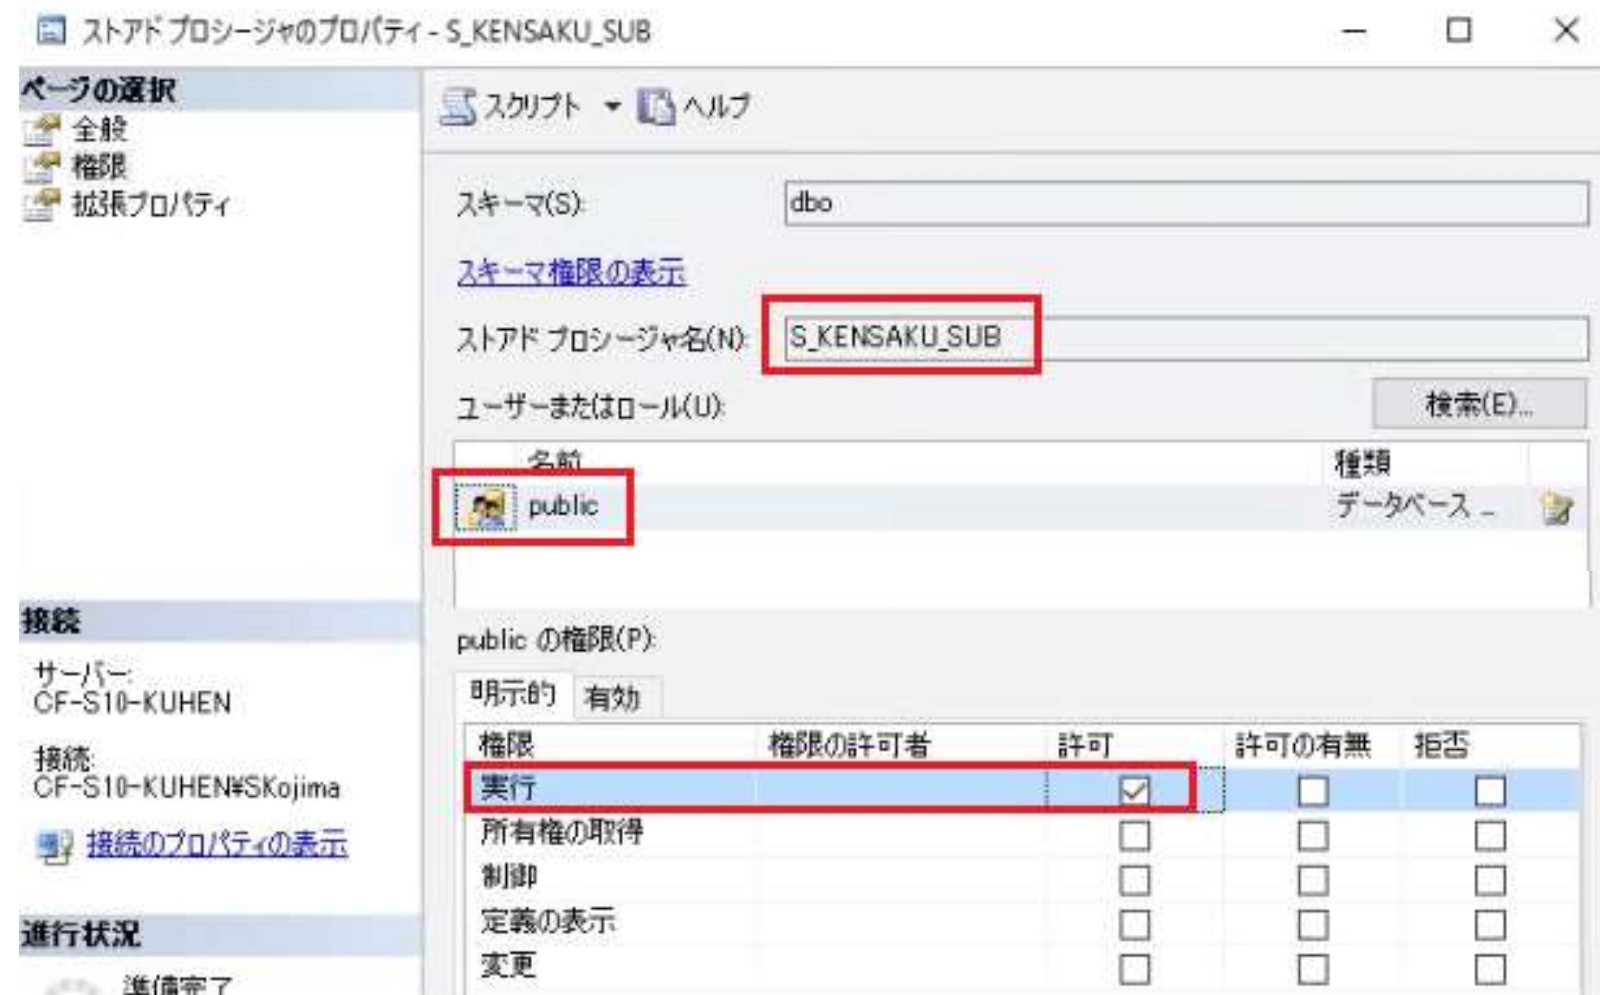 ストアド プロシージャのプロパティ - S_KENSAKU_SUB
ページの選択
全般
権限
拡張プロパティ
スクリプト
ヘルプ
スキーマ(S):
dbo
スキーマ権限の表示
ストアド プロシージャ名(N):
S_KENSAKU_SUB
ユーザーまたはロール(U):
検索(E)...
名前
種類
public
データベース ...
接続
サーバー:
CF-S10-KUHEN
接続:
CF-S10-KUHEN¥SKojima
接続のプロパティの表示
進行状況
準備完了
public の権限(P):
明示的
有効
権限
権限の許可者
許可
許可の有無
拒否
実行
所有権の取得
制御
定義の表示
変更